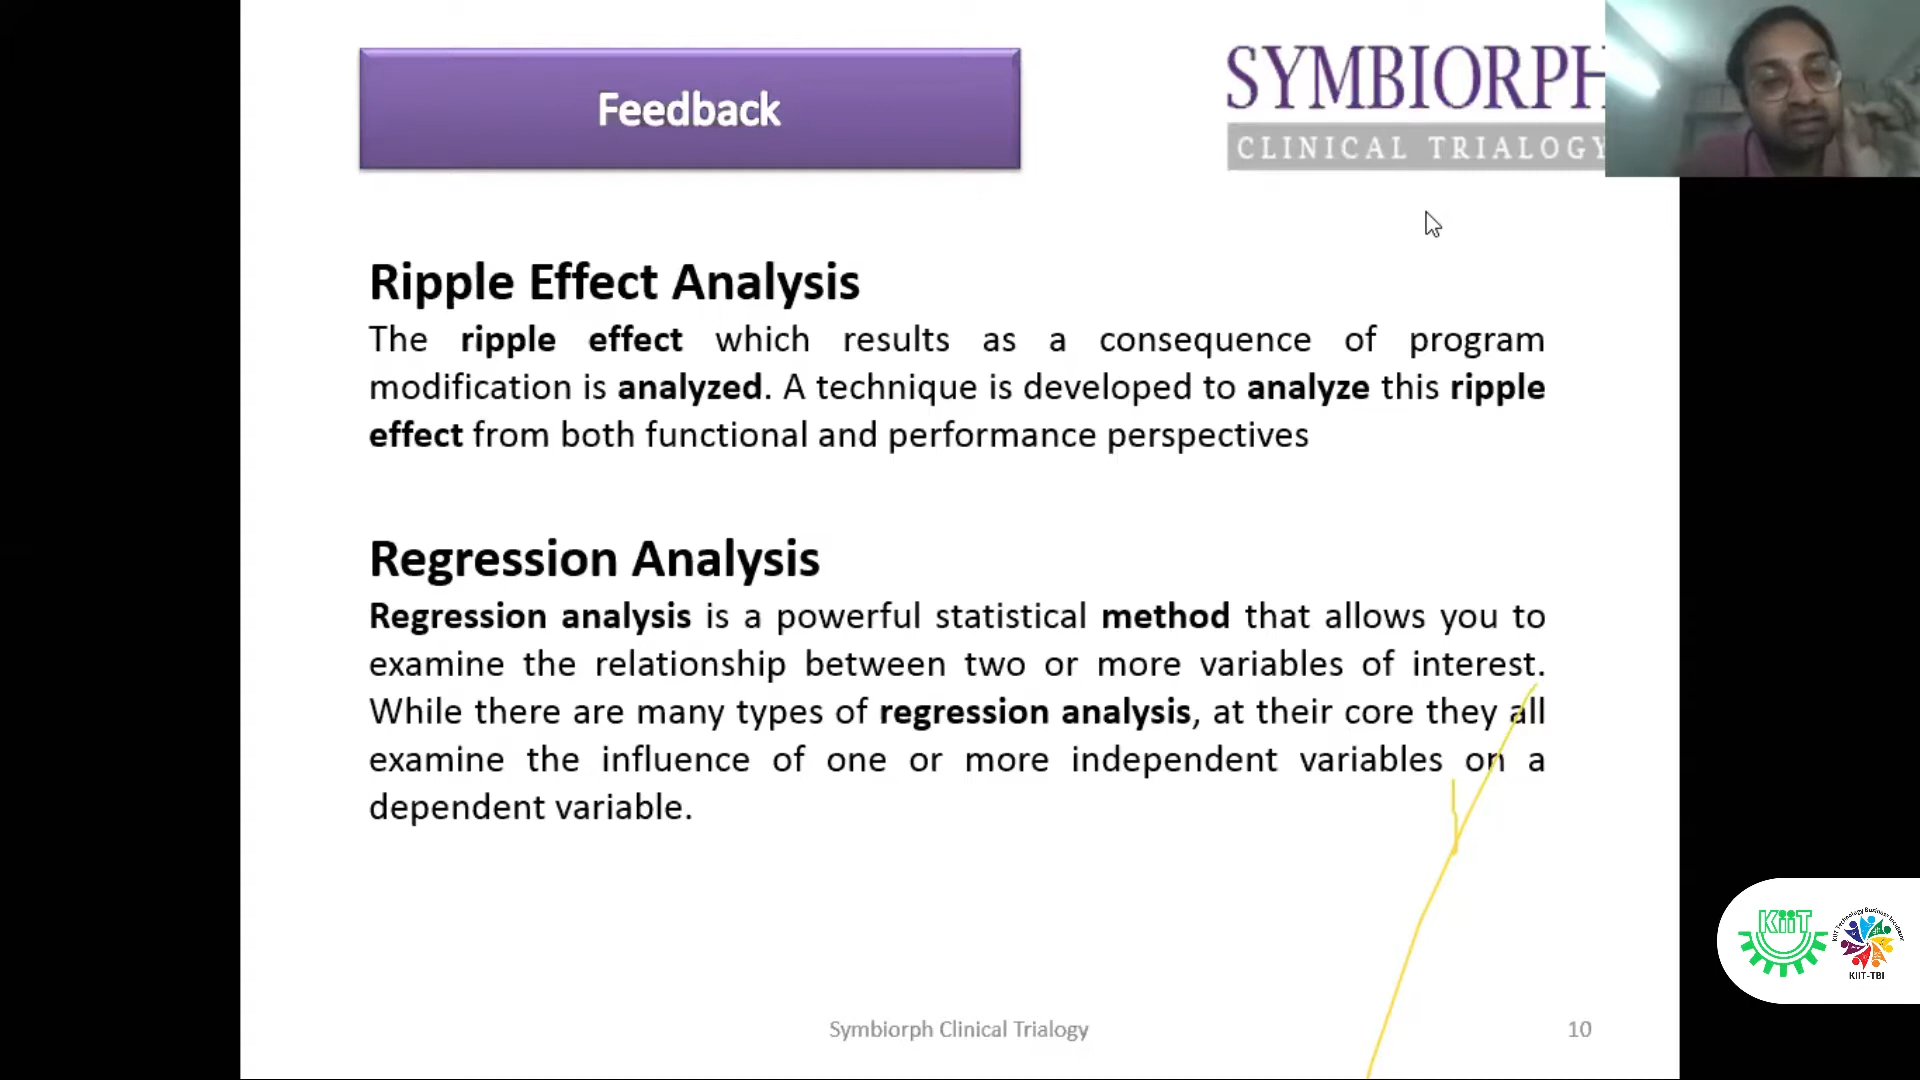 Feedback
SYMBIORPH
CLINICAL TRIALOGY
Ripple Effect Analysis
The ripple effect which results as a consequence of program
modification is analyzed. A technique is developed to analyze this ripple
effect from both functional and performance perspectives
Regression Analysis
Regression analysis is a powerful statistical method that allows you to
examine the relationship between two or more variables of interest.
While there are many types of regression analysis, at their core they all
examine the influence of one or more independent variables on a
dependent variable.
KiiT
KIIT Technology Business Incubator
KIIT-TBI
Symbiorph Clinical Trialogy
10